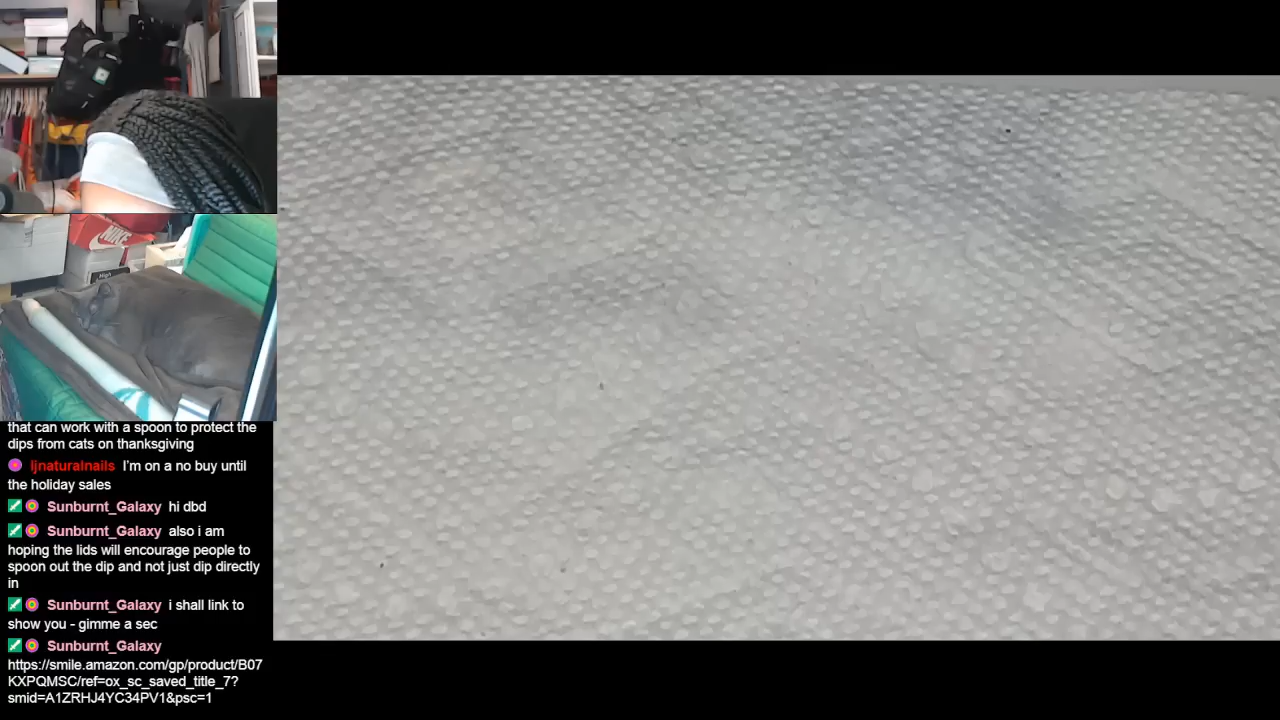 NIKE
High
that can work with a spoon to protect the
dips from cats on thanksgiving
ljnaturalnails I'm on a no buy until
the holiday sales
Sunburnt_Galaxy hi dbd
Sunburnt_Galaxy also i am
hoping the lids will encourage people to
spoon out the dip and not just dip directly
in
Sunburnt_Galaxy i shall link to
show you - gimme a sec
Sunburnt_Galaxy
https://smile.amazon.com/gp/product/B07
KXPQMSC/ref=ox_sc_saved_title_7?
smid=A1ZRHJ4YC34PV1&psc=1